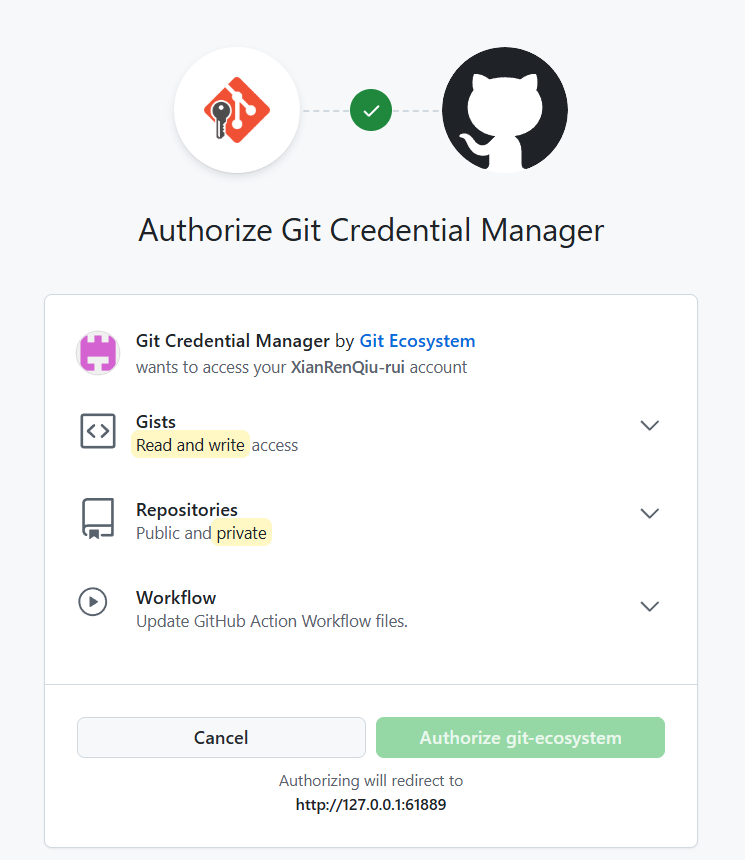 Authorize Git Credential Manager
Git Credential Manager by Git Ecosystem
wants to access your XianRenQiu-rui account
Gists
Read and write access
Repositories
Public and private
Workflow
Update GitHub Action Workflow files.
Cancel
Authorize git-ecosystem
Authorizing will redirect to
http://127.0.0.1:61889